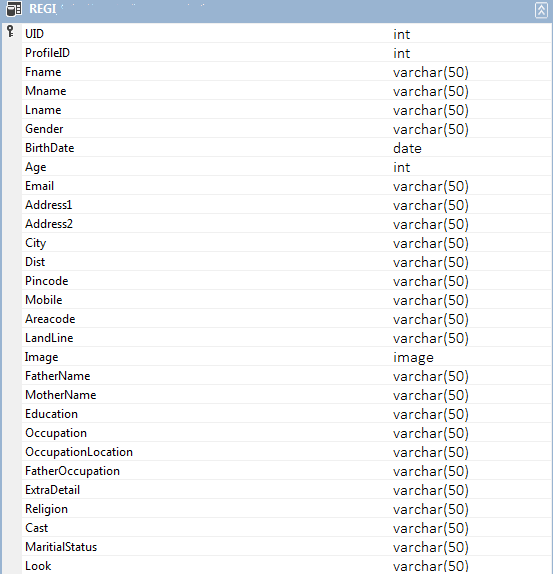 REGI
UID int
ProfileID int
Fname varchar(50)
Mname varchar(50)
Lname varchar(50)
Gender varchar(50)
BirthDate date
Age int
Email varchar(50)
Address1 varchar(50)
Address2 varchar(50)
City varchar(50)
Dist varchar(50)
Pincode varchar(50)
Mobile varchar(50)
Areacode varchar(50)
LandLine varchar(50)
Image image
FatherName varchar(50)
MotherName varchar(50)
Education varchar(50)
Occupation varchar(50)
OccupationLocation varchar(50)
FatherOccupation varchar(50)
ExtraDetail varchar(50)
Religion varchar(50)
Cast varchar(50)
MaritialStatus varchar(50)
Look varchar(50)